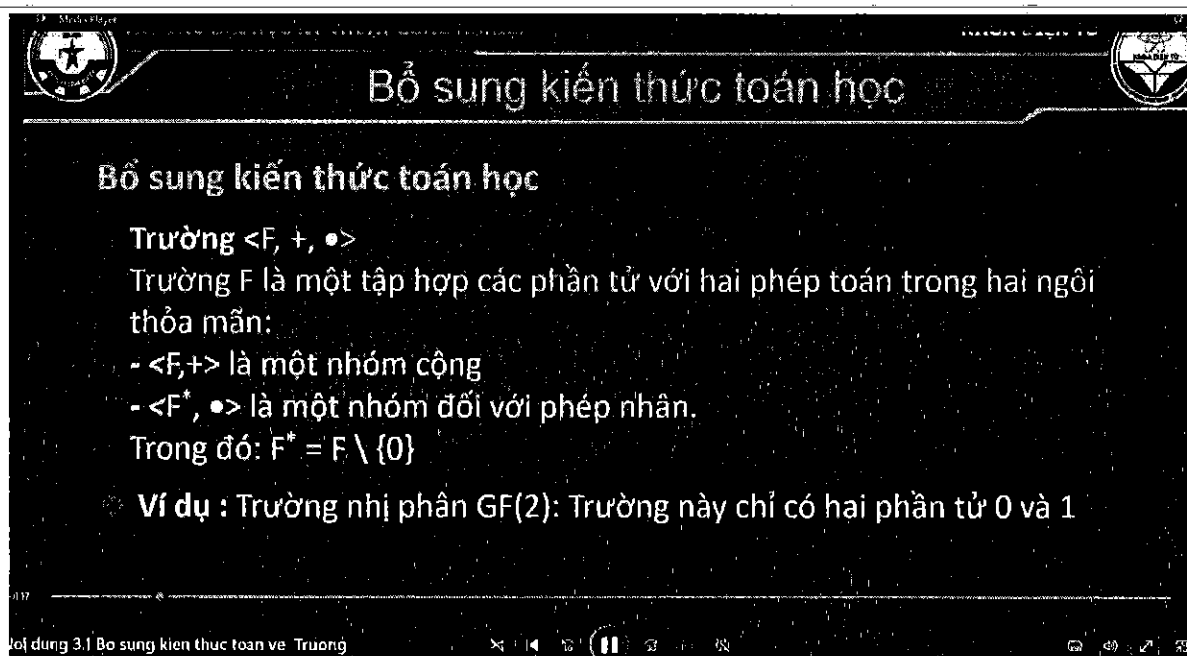 Media Player
Bổ sung kiến thức toán học
Bổ sung kiến thức toán học
Trường <F, +, •>
Trường F là một tập hợp các phần tử với hai phép toán trong hai ngôi
thỏa mãn:
- <F,+> là một nhóm cộng
- <F*, •> là một nhóm đối với phép nhân.
Trong đó: F* = F \ {0}
Ví dụ : Trường nhị phân GF(2): Trường này chỉ có hai phần tử 0 và 1
dung 3.1 Bo sung kien thuc toan ve Truong